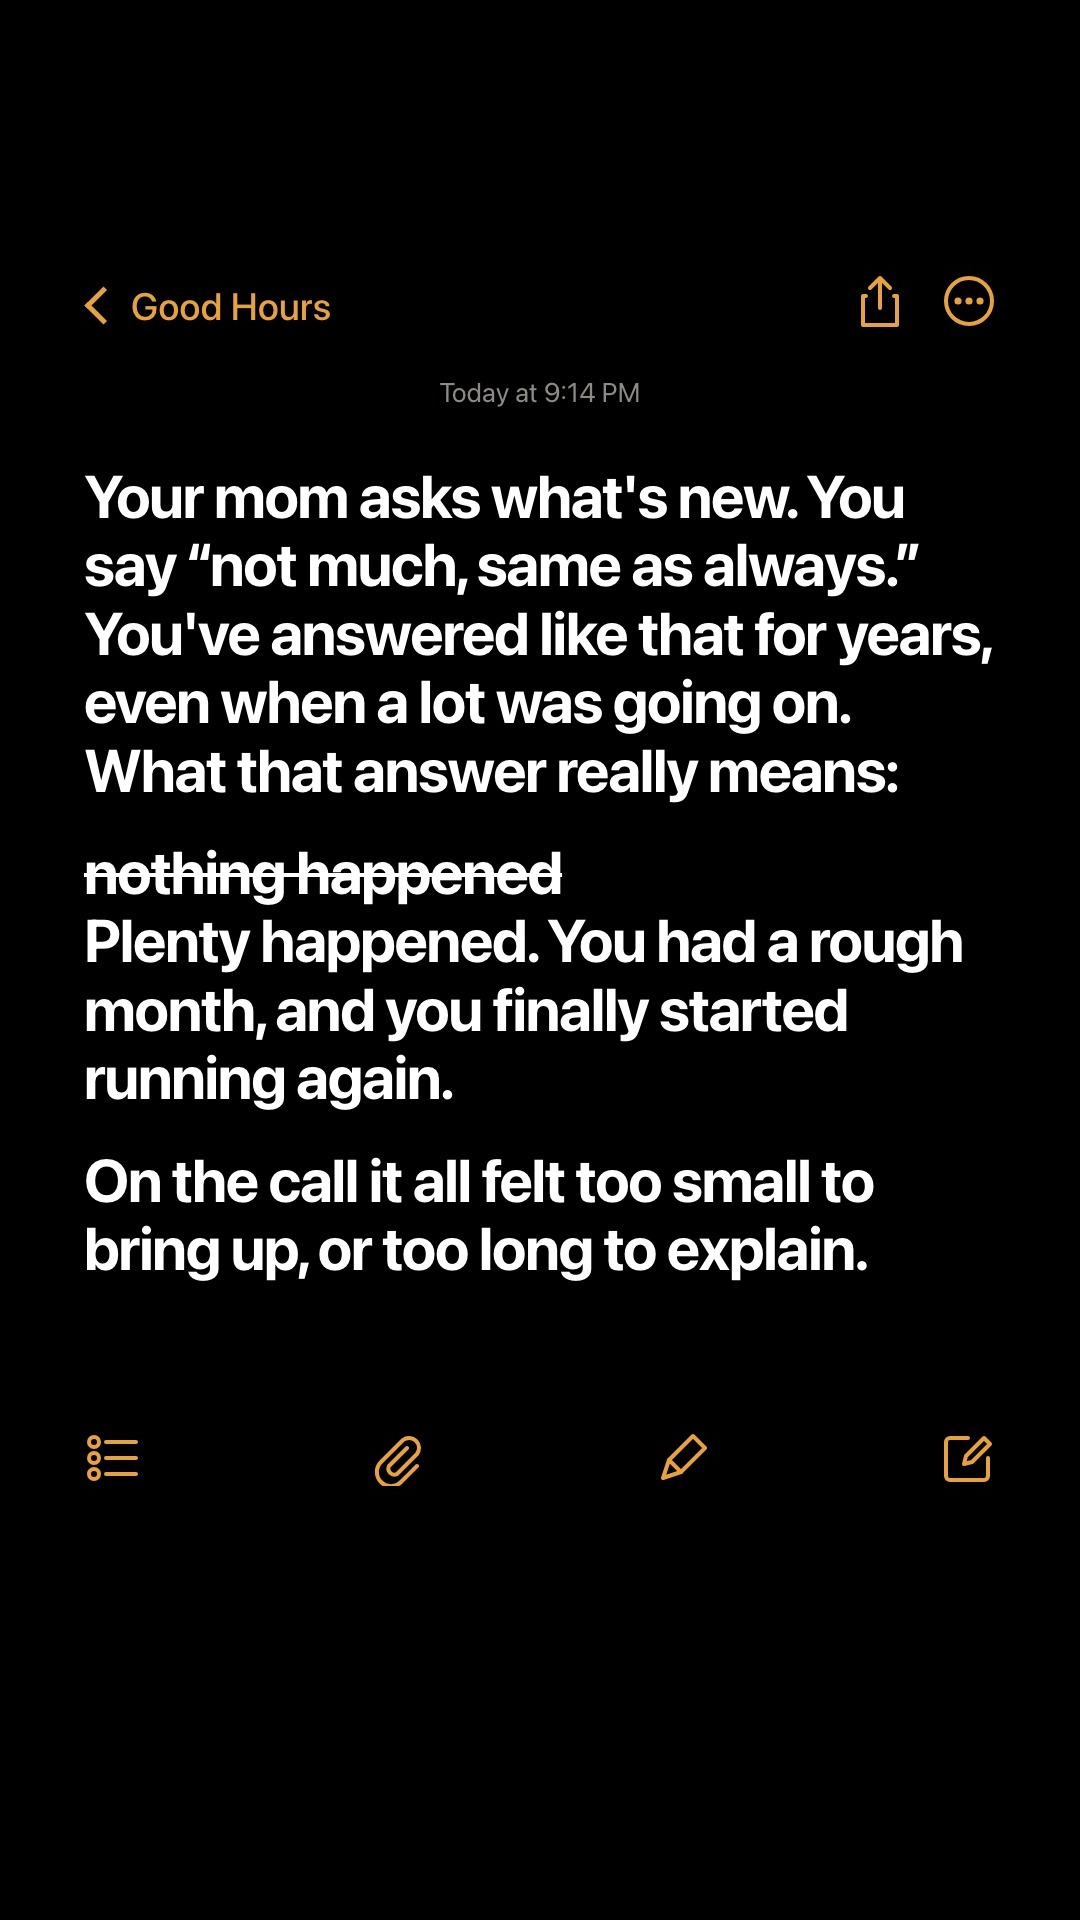 Good Hours
Today at 9:14 PM
Your mom asks what's new. You
say “not much, same as always.”
You've answered like that for years,
even when a lot was going on.
What that answer really means:
nothing happened
Plenty happened. You had a rough
month, and you finally started
running again.
On the call it all felt too small to
bring up, or too long to explain.